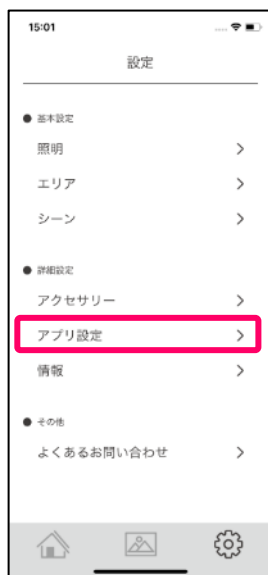 15:01
設定
基本設定
照明
エリア
シーン
詳細設定
アクセサリー
アプリ設定
情報
その他
よくあるお問い合わせ